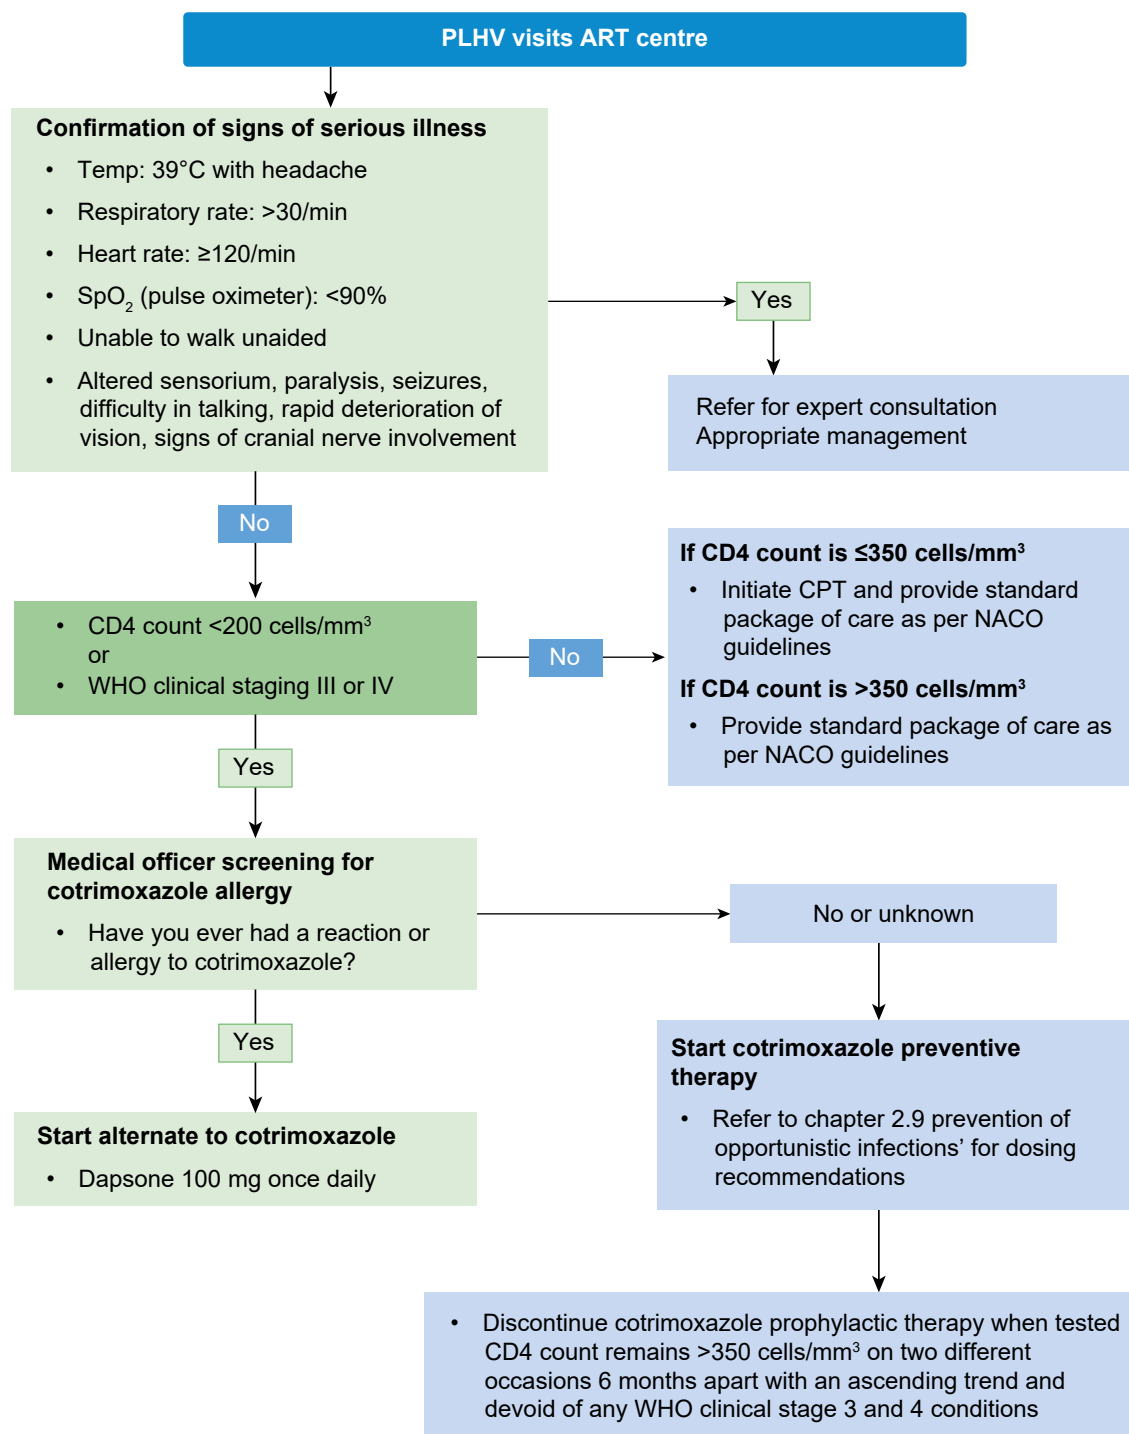 PLHV visits ART centre
Confirmation of signs of serious illness
• Temp: 39°C with headache
• Respiratory rate: >30/min
• Heart rate: ≥120/min
• SpO₂ (pulse oximeter): <90%
• Unable to walk unaided
• Altered sensorium, paralysis, seizures,
difficulty in talking, rapid deterioration of
vision, signs of cranial nerve involvement
Yes
Refer for expert consultation
Appropriate management
No
• CD4 count <200 cells/mm³
or
• WHO clinical staging III or IV
No
If CD4 count is ≤350 cells/mm³
• Initiate CPT and provide standard
package of care as per NACO
guidelines
If CD4 count is >350 cells/mm³
• Provide standard package of care as
per NACO guidelines
Yes
Medical officer screening for
cotrimoxazole allergy
• Have you ever had a reaction or
allergy to cotrimoxazole?
No or unknown
Yes
Start alternate to cotrimoxazole
• Dapsone 100 mg once daily
Start cotrimoxazole preventive
therapy
• Refer to chapter 2.9 prevention of
opportunistic infections’ for dosing
recommendations
• Discontinue cotrimoxazole prophylactic therapy when tested
CD4 count remains >350 cells/mm³ on two different
occasions 6 months apart with an ascending trend and
devoid of any WHO clinical stage 3 and 4 conditions